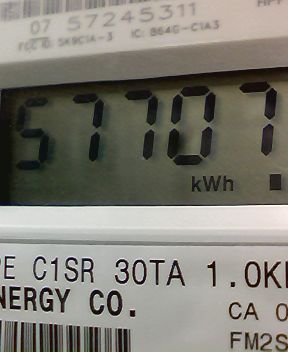 07 57245311
FCC ID: SK9C1A-3 IC: 864G-C1A3
57707
kWh
PE C1SR 30TA 1.0K
NERGY CO.
CA 0
FM2S